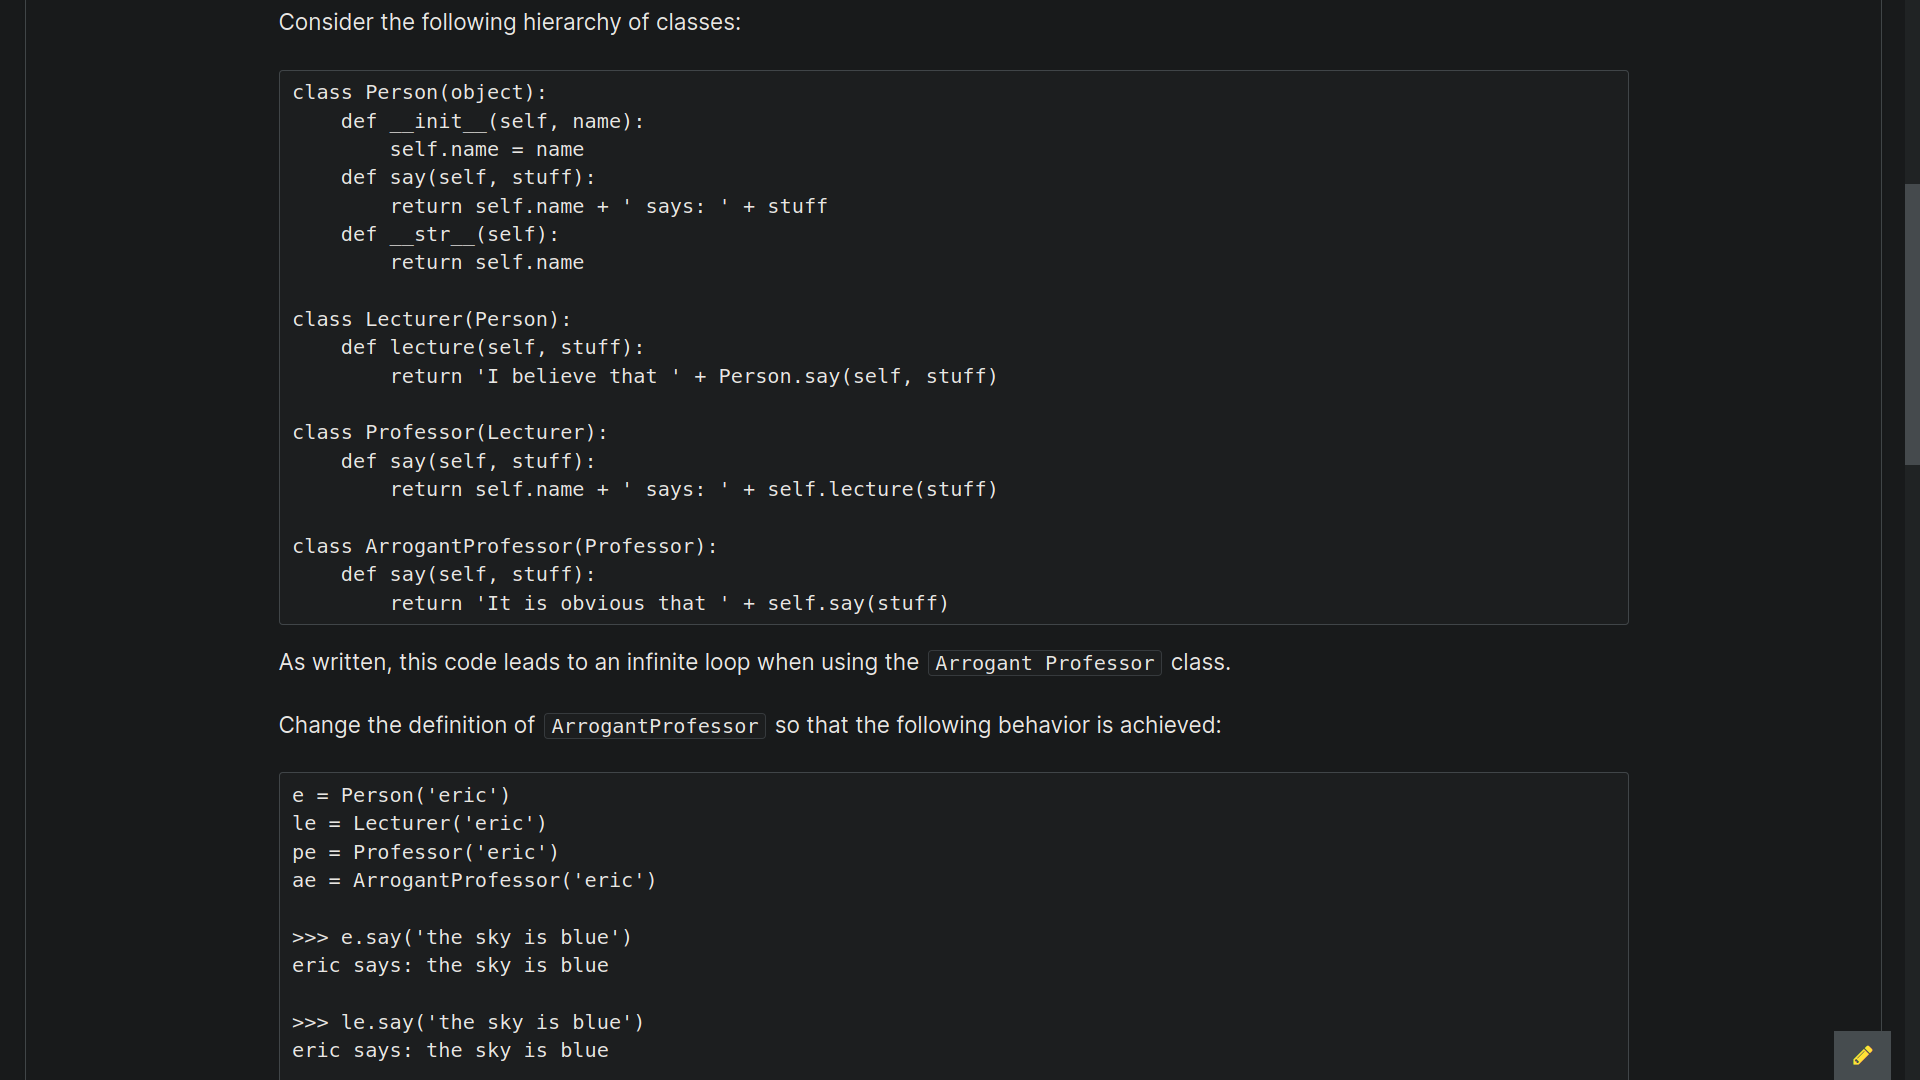 Consider the following hierarchy of classes:
class Person(object):
    def __init__(self, name):
        self.name = name
    def say(self, stuff):
        return self.name + ' says: ' + stuff
    def __str__(self):
        return self.name
class Lecturer(Person):
    def lecture(self, stuff):
        return 'I believe that ' + Person.say(self, stuff)
class Professor(Lecturer):
    def say(self, stuff):
        return self.name + ' says: ' + self.lecture(stuff)
class ArrogantProfessor(Professor):
    def say(self, stuff):
        return 'It is obvious that ' + self.say(stuff)
As written, this code leads to an infinite loop when using the Arrogant Professor class.
Change the definition of ArrogantProfessor so that the following behavior is achieved:
e = Person('eric')
le = Lecturer('eric')
pe = Professor('eric')
ae = ArrogantProfessor('eric')
>>> e.say('the sky is blue')
eric says: the sky is blue
>>> le.say('the sky is blue')
eric says: the sky is blue